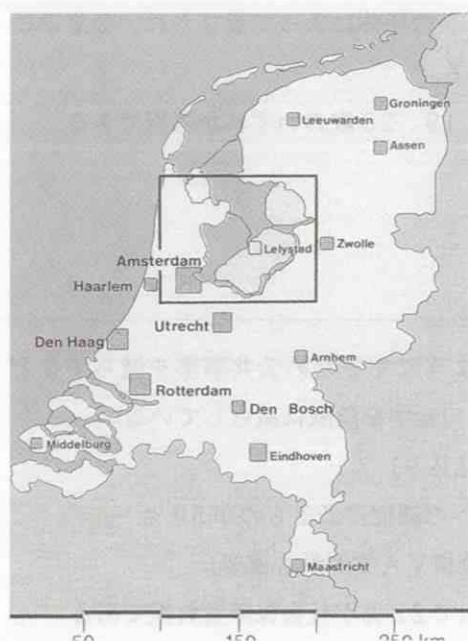 Groningen
Leeuwarden
Assen
Lelystad
Zwolle
Amsterdam
Haarlem
Utrecht
Den Haag
Arnhem
Rotterdam
Den Bosch
Middelburg
Eindhoven
Maastricht
50 150 250 km